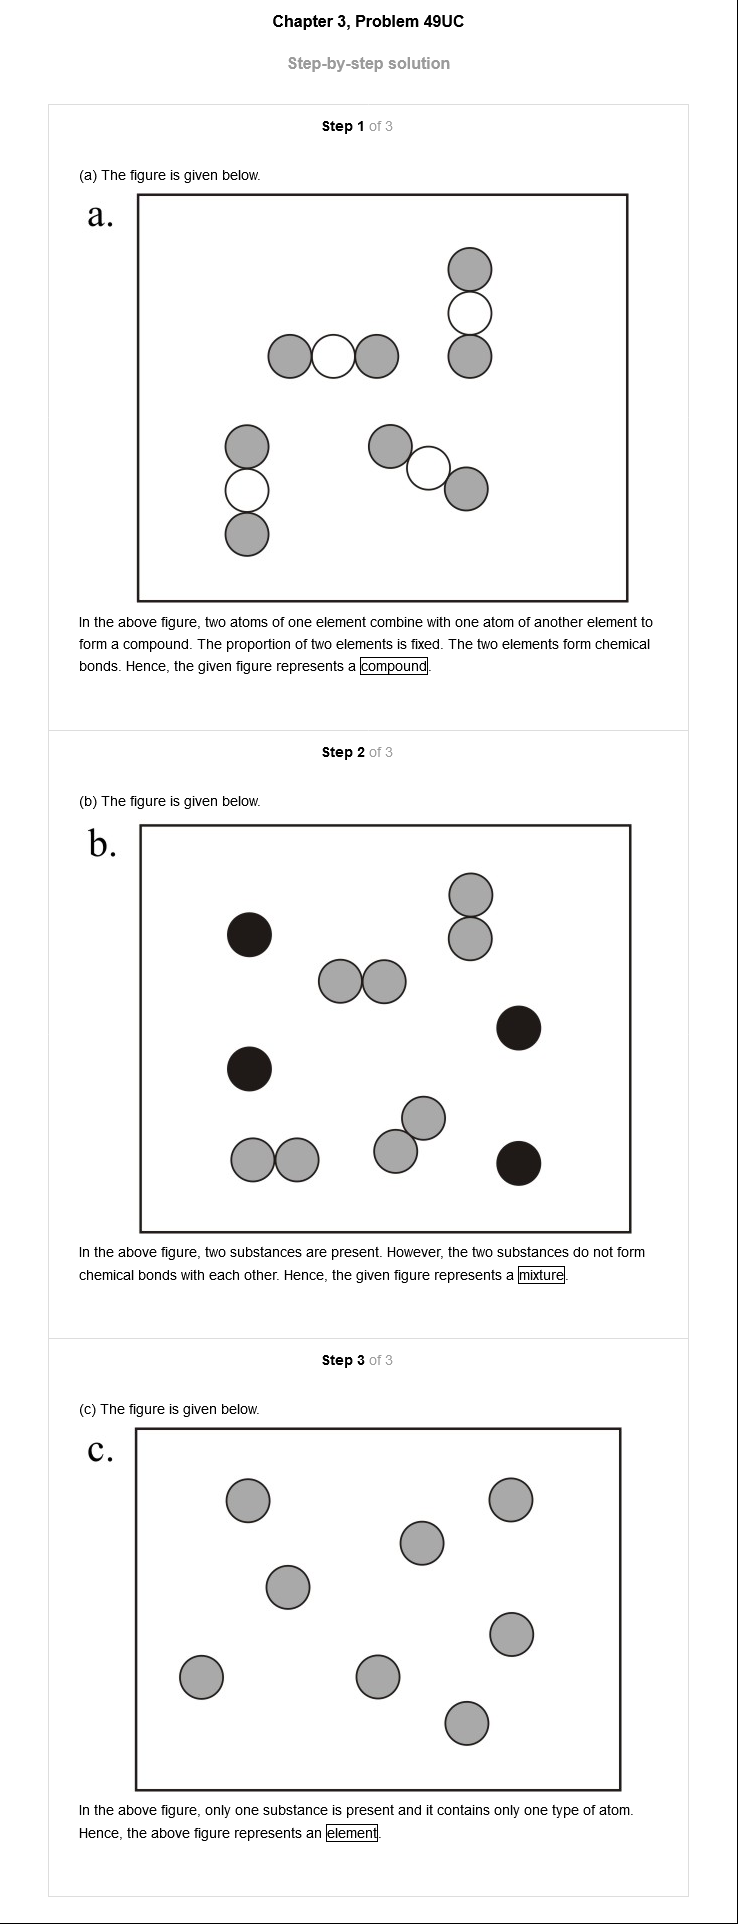 Chapter 3, Problem 49UC
Step-by-step solution
Step 1 of 3
(a) The figure is given below.
a.
In the above figure, two atoms of one element combine with one atom of another element to
form a compound. The proportion of two elements is fixed. The two elements form chemical
bonds. Hence, the given figure represents a compound.
Step 2 of 3
(b) The figure is given below.
b.
In the above figure, two substances are present. However, the two substances do not form
chemical bonds with each other. Hence, the given figure represents a mixture.
Step 3 of 3
(c) The figure is given below.
c.
In the above figure, only one substance is present and it contains only one type of atom.
Hence, the above figure represents an element.